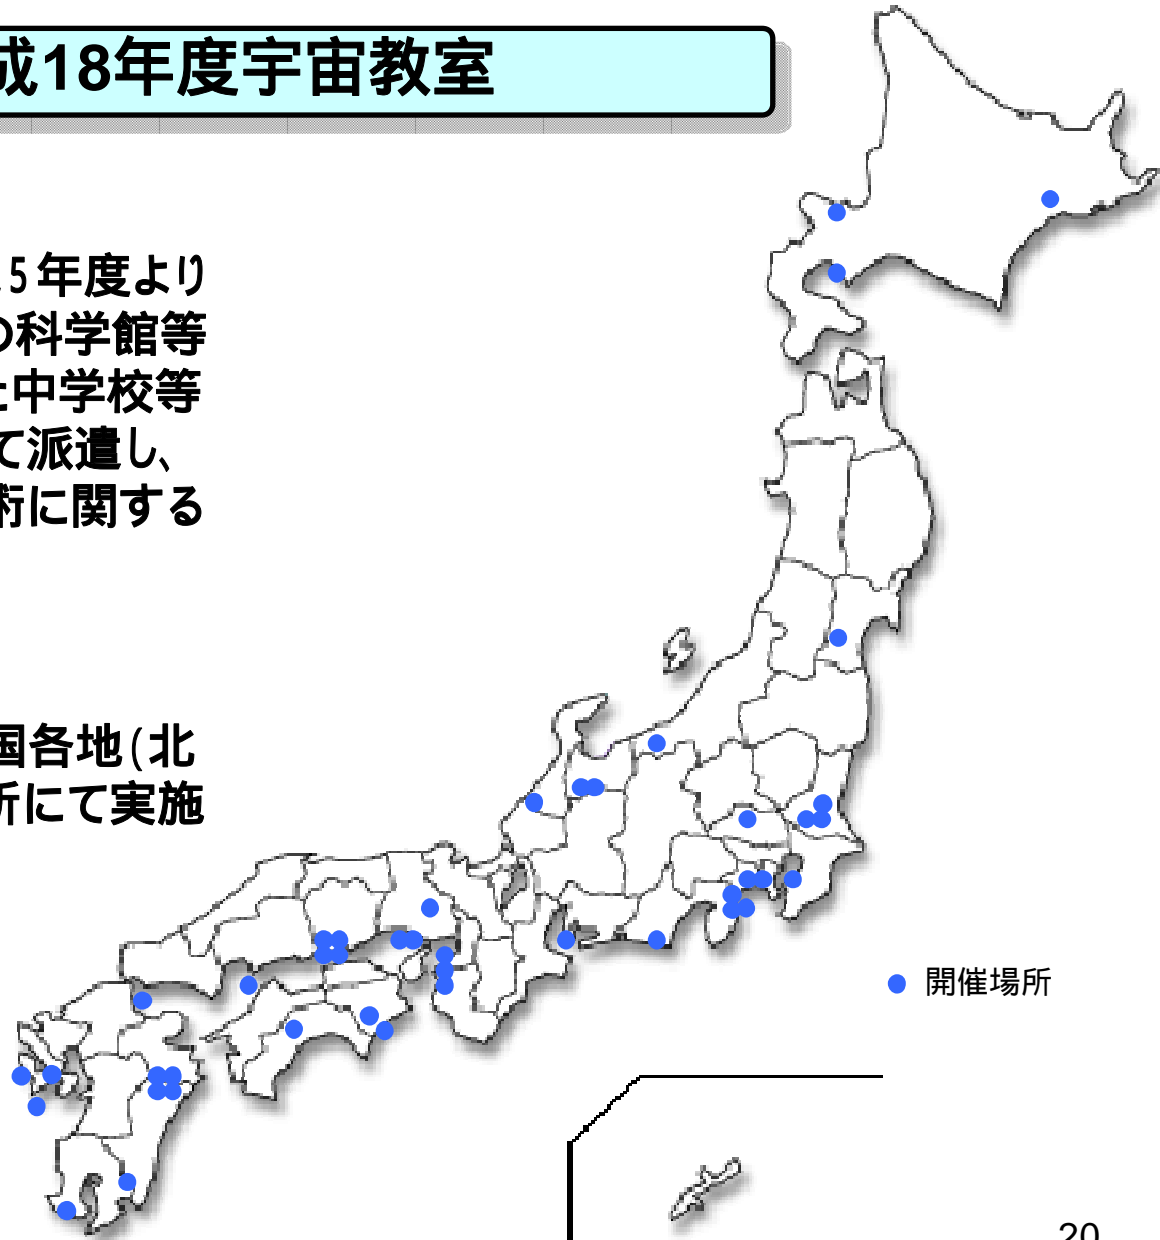 成18年度宇宙教室
5年度より
の科学館等
た中学校等
て派遣し、
術に関する
国各地(北
所にて実施
開催場所
20